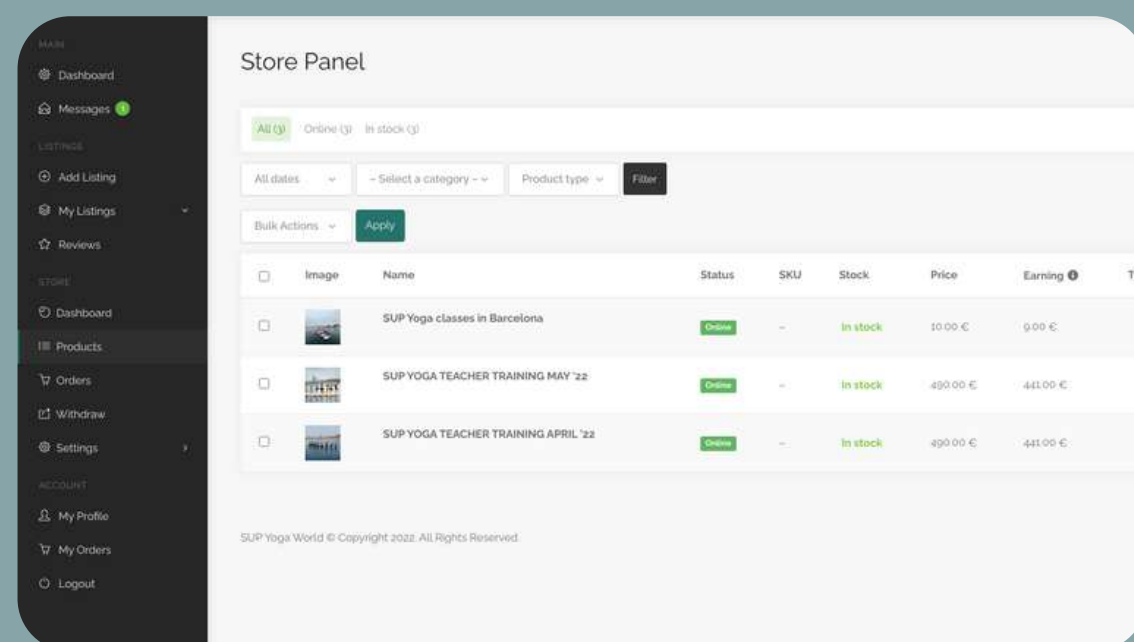 MAIN
Dashboard
Messages 1
LISTINGS
Add Listing
My Listings
Reviews
STORE
Dashboard
Products
Orders
Withdraw
Settings
ACCOUNT
My Profile
My Orders
Logout
Store Panel
All (3) Online (3) In stock (3)
All dates - Select a category - Product type Filter
Bulk Actions Apply
Image Name Status SKU Stock Price Earning T
SUP Yoga classes in Barcelona Online - In stock 10.00 € 9.00 €
SUP YOGA TEACHER TRAINING MAY '22 Online - In stock 490.00 € 441.00 €
SUP YOGA TEACHER TRAINING APRIL '22 Online - In stock 490.00 € 441.00 €
SUP Yoga World © Copyright 2022. All Rights Reserved.